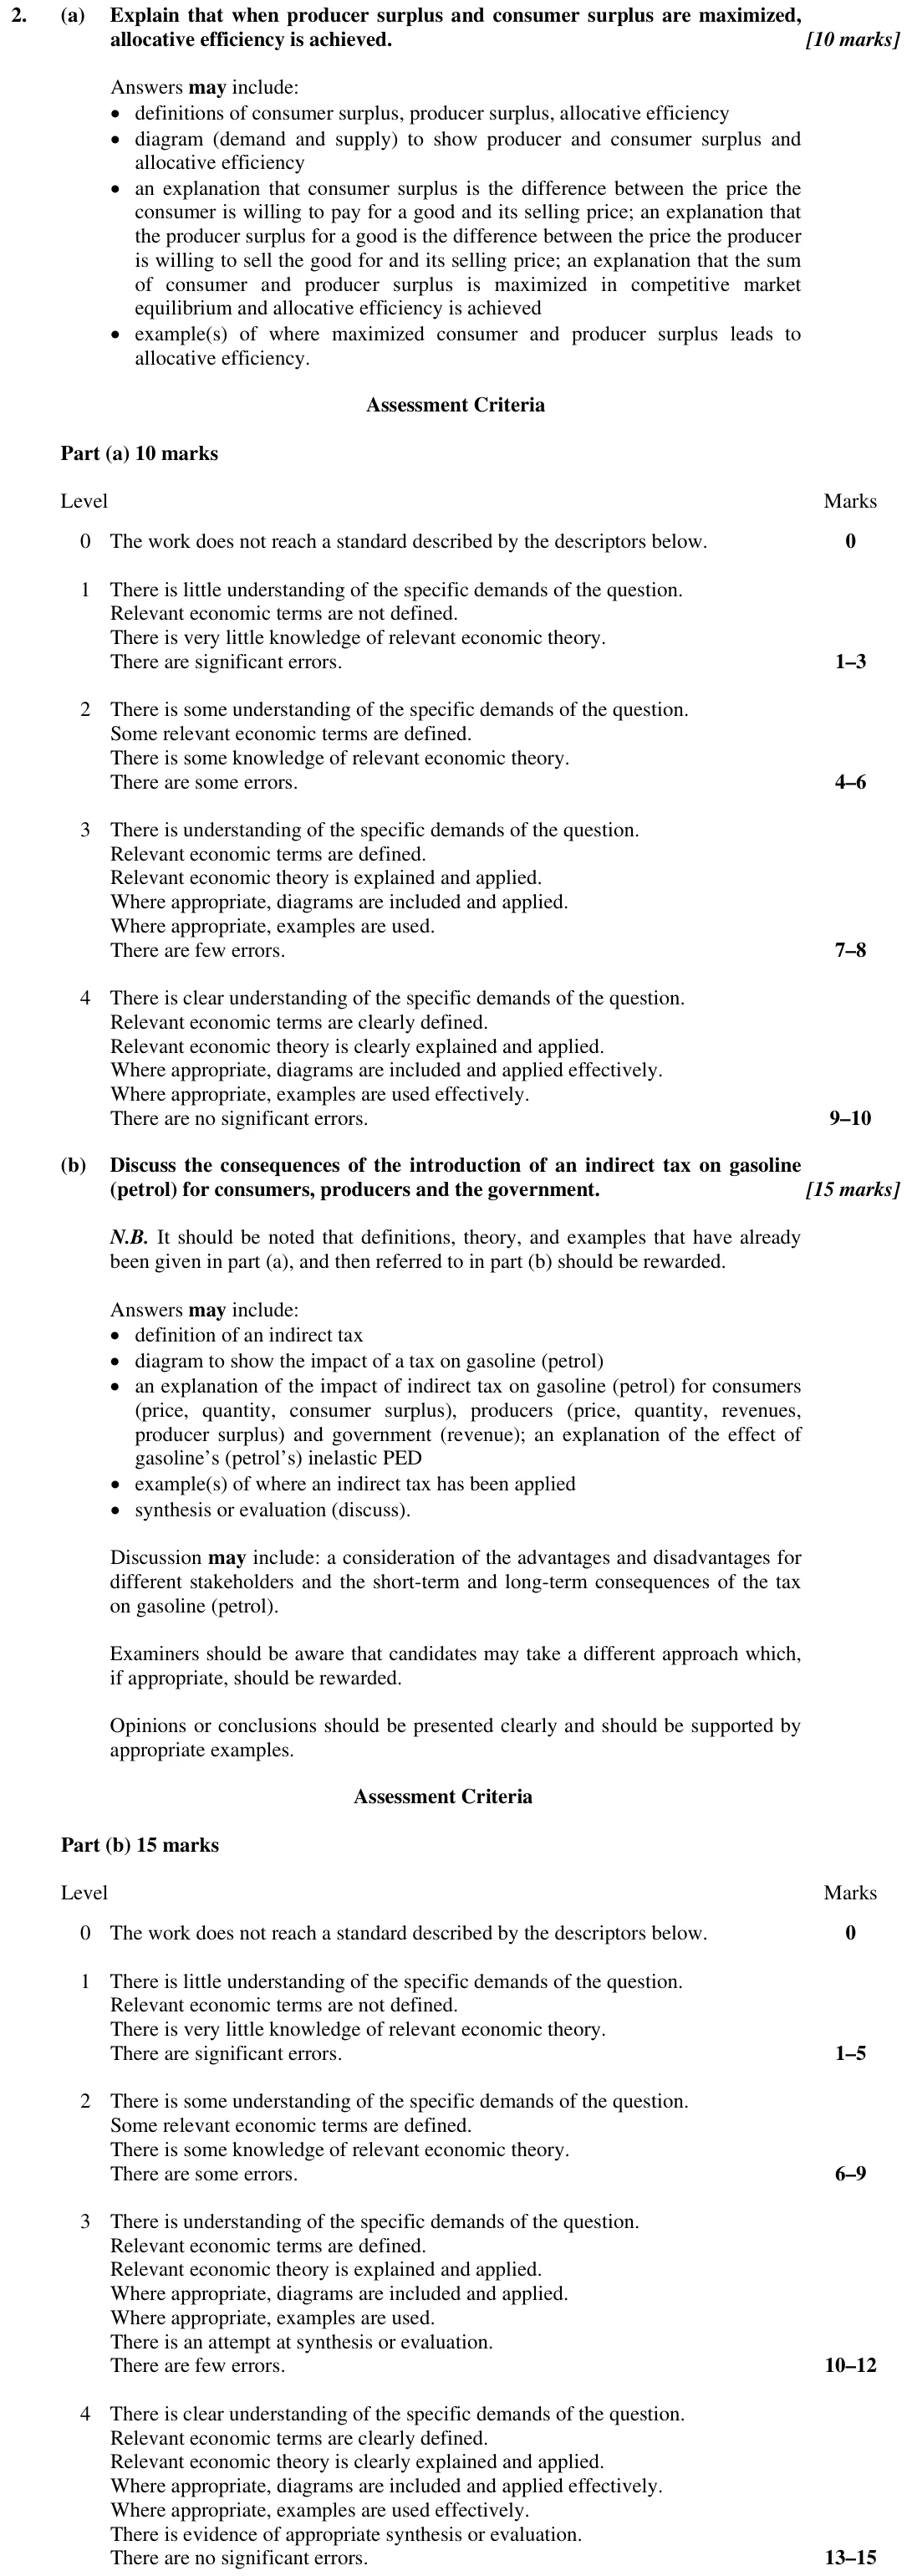 2. (a) Explain that when producer surplus and consumer surplus are maximized,
allocative efficiency is achieved. [10 marks]
Answers may include:
• definitions of consumer surplus, producer surplus, allocative efficiency
• diagram (demand and supply) to show producer and consumer surplus and
allocative efficiency
• an explanation that consumer surplus is the difference between the price the
consumer is willing to pay for a good and its selling price; an explanation that
the producer surplus for a good is the difference between the price the producer
is willing to sell the good for and its selling price; an explanation that the sum
of consumer and producer surplus is maximized in competitive market
equilibrium and allocative efficiency is achieved
• example(s) of where maximized consumer and producer surplus leads to
allocative efficiency.
Assessment Criteria
Part (a) 10 marks
Level Marks
0 The work does not reach a standard described by the descriptors below. 0
1 There is little understanding of the specific demands of the question.
Relevant economic terms are not defined.
There is very little knowledge of relevant economic theory.
There are significant errors. 1–3
2 There is some understanding of the specific demands of the question.
Some relevant economic terms are defined.
There is some knowledge of relevant economic theory.
There are some errors. 4–6
3 There is understanding of the specific demands of the question.
Relevant economic terms are defined.
Relevant economic theory is explained and applied.
Where appropriate, diagrams are included and applied.
Where appropriate, examples are used.
There are few errors. 7–8
4 There is clear understanding of the specific demands of the question.
Relevant economic terms are clearly defined.
Relevant economic theory is clearly explained and applied.
Where appropriate, diagrams are included and applied effectively.
Where appropriate, examples are used effectively.
There are no significant errors. 9–10
(b) Discuss the consequences of the introduction of an indirect tax on gasoline
(petrol) for consumers, producers and the government. [15 marks]
N.B. It should be noted that definitions, theory, and examples that have already
been given in part (a), and then referred to in part (b) should be rewarded.
Answers may include:
• definition of an indirect tax
• diagram to show the impact of a tax on gasoline (petrol)
• an explanation of the impact of indirect tax on gasoline (petrol) for consumers
(price, quantity, consumer surplus), producers (price, quantity, revenues,
producer surplus) and government (revenue); an explanation of the effect of
gasoline's (petrol's) inelastic PED
• example(s) of where an indirect tax has been applied
• synthesis or evaluation (discuss).
Discussion may include: a consideration of the advantages and disadvantages for
different stakeholders and the short-term and long-term consequences of the tax
on gasoline (petrol).
Examiners should be aware that candidates may take a different approach which,
if appropriate, should be rewarded.
Opinions or conclusions should be presented clearly and should be supported by
appropriate examples.
Assessment Criteria
Part (b) 15 marks
Level Marks
0 The work does not reach a standard described by the descriptors below. 0
1 There is little understanding of the specific demands of the question.
Relevant economic terms are not defined.
There is very little knowledge of relevant economic theory.
There are significant errors. 1–5
2 There is some understanding of the specific demands of the question.
Some relevant economic terms are defined.
There is some knowledge of relevant economic theory.
There are some errors. 6–9
3 There is understanding of the specific demands of the question.
Relevant economic terms are defined.
Relevant economic theory is explained and applied.
Where appropriate, diagrams are included and applied.
Where appropriate, examples are used.
There is an attempt at synthesis or evaluation.
There are few errors. 10–12
4 There is clear understanding of the specific demands of the question.
Relevant economic terms are clearly defined.
Relevant economic theory is clearly explained and applied.
Where appropriate, diagrams are included and applied effectively.
Where appropriate, examples are used effectively.
There is evidence of appropriate synthesis or evaluation.
There are no significant errors. 13–15